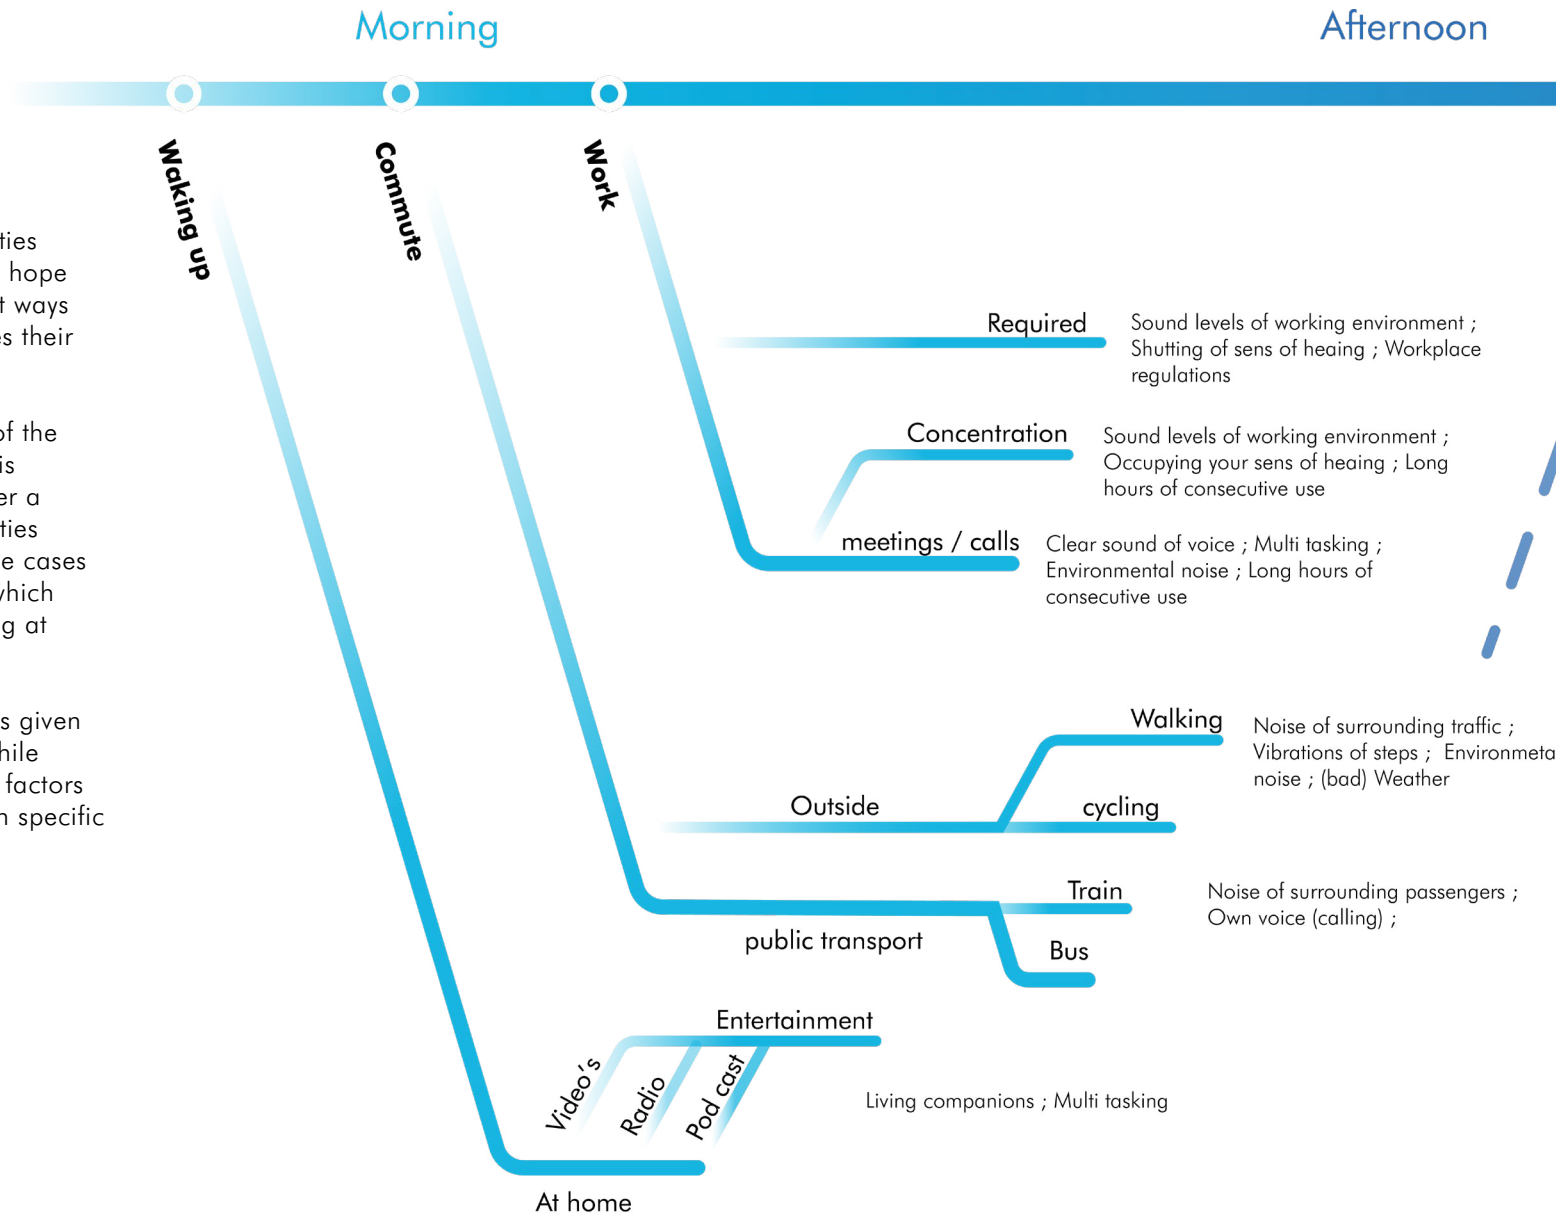 Morning
Afternoon
Waking up
Commute
Work
ties
hope
t ways
es their
of the
is
er a
ties
e cases
which
g at
s given
hile
factors
n specific
Required
Sound levels of working environment ;
Shutting of sens of heaing ; Workplace
regulations
Concentration
Sound levels of working environment ;
Occupying your sens of heaing ; Long
hours of consecutive use
meetings / calls
Clear sound of voice ; Multi tasking ;
Environmental noise ; Long hours of
consecutive use
Walking
Noise of surrounding traffic ;
Vibrations of steps ; Environmeta
noise ; (bad) Weather
Outside
cycling
Train
Noise of surrounding passengers ;
Own voice (calling) ;
public transport
Bus
Entertainment
Video's
Radio
Pod cast
Living companions ; Multi tasking
At home